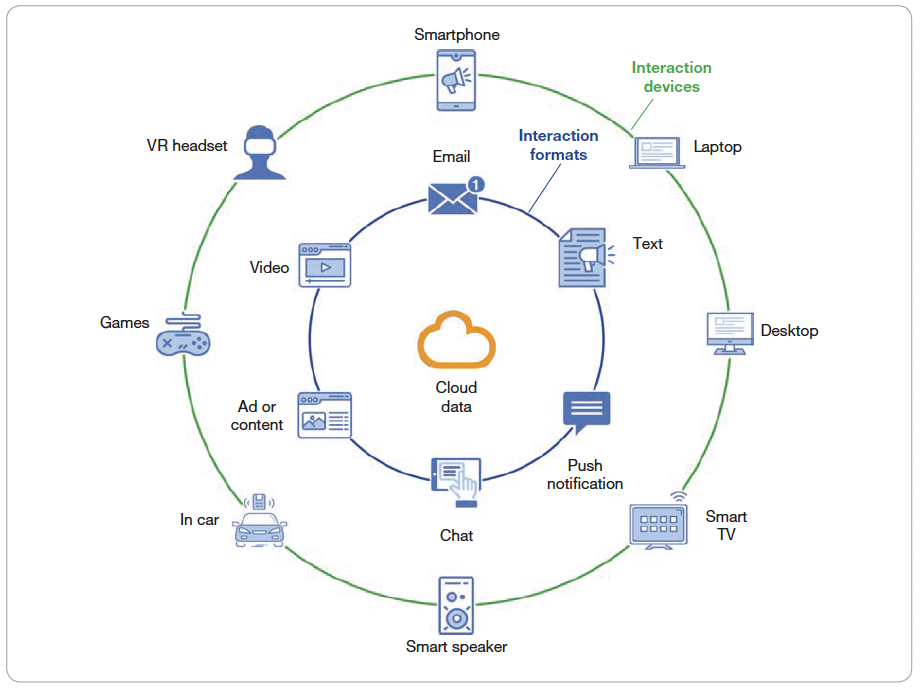 Smartphone
Interaction
devices
VR headset
Interaction
formats
Laptop
Email
1
Text
Video
Games
Desktop
Cloud
data
Ad or
content
Push
notification
In car
Smart
TV
Chat
Smart speaker